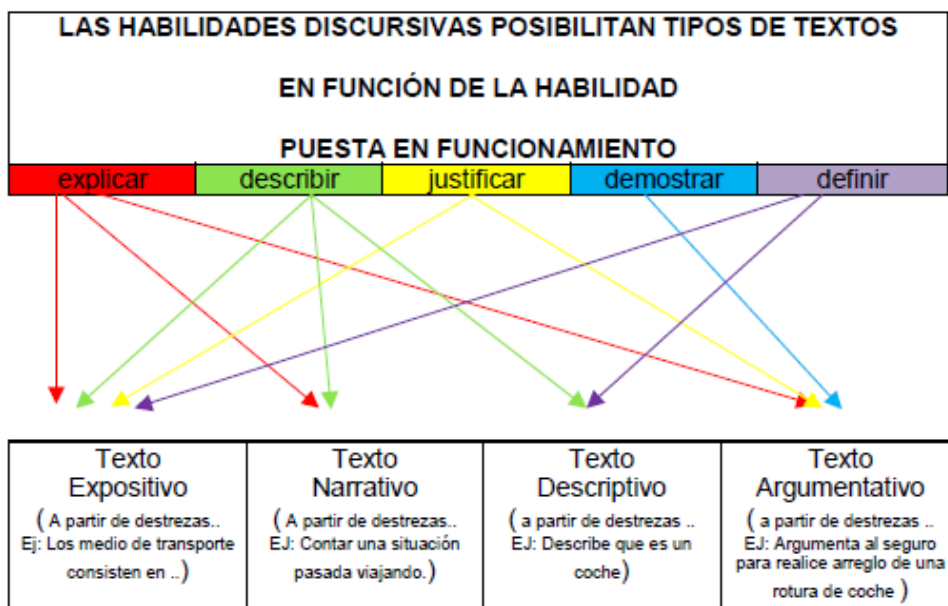 LAS HABILIDADES DISCURSIVAS POSIBILITAN TIPOS DE TEXTOS
EN FUNCIÓN DE LA HABILIDAD
PUESTA EN FUNCIONAMIENTO
explicar
describir
justificar
demostrar
definir
Texto
Expositivo
( A partir de destrezas..
Ej: Los medio de transporte
consisten en ..)
Texto
Narrativo
( A partir de destrezas..
EJ: Contar una situación
pasada viajando.)
Texto
Descriptivo
( a partir de destrezas ..
EJ: Describe que es un
coche)
Texto
Argumentativo
( a partir de destrezas ..
EJ: Argumenta al seguro
para realice arreglo de una
rotura de coche )